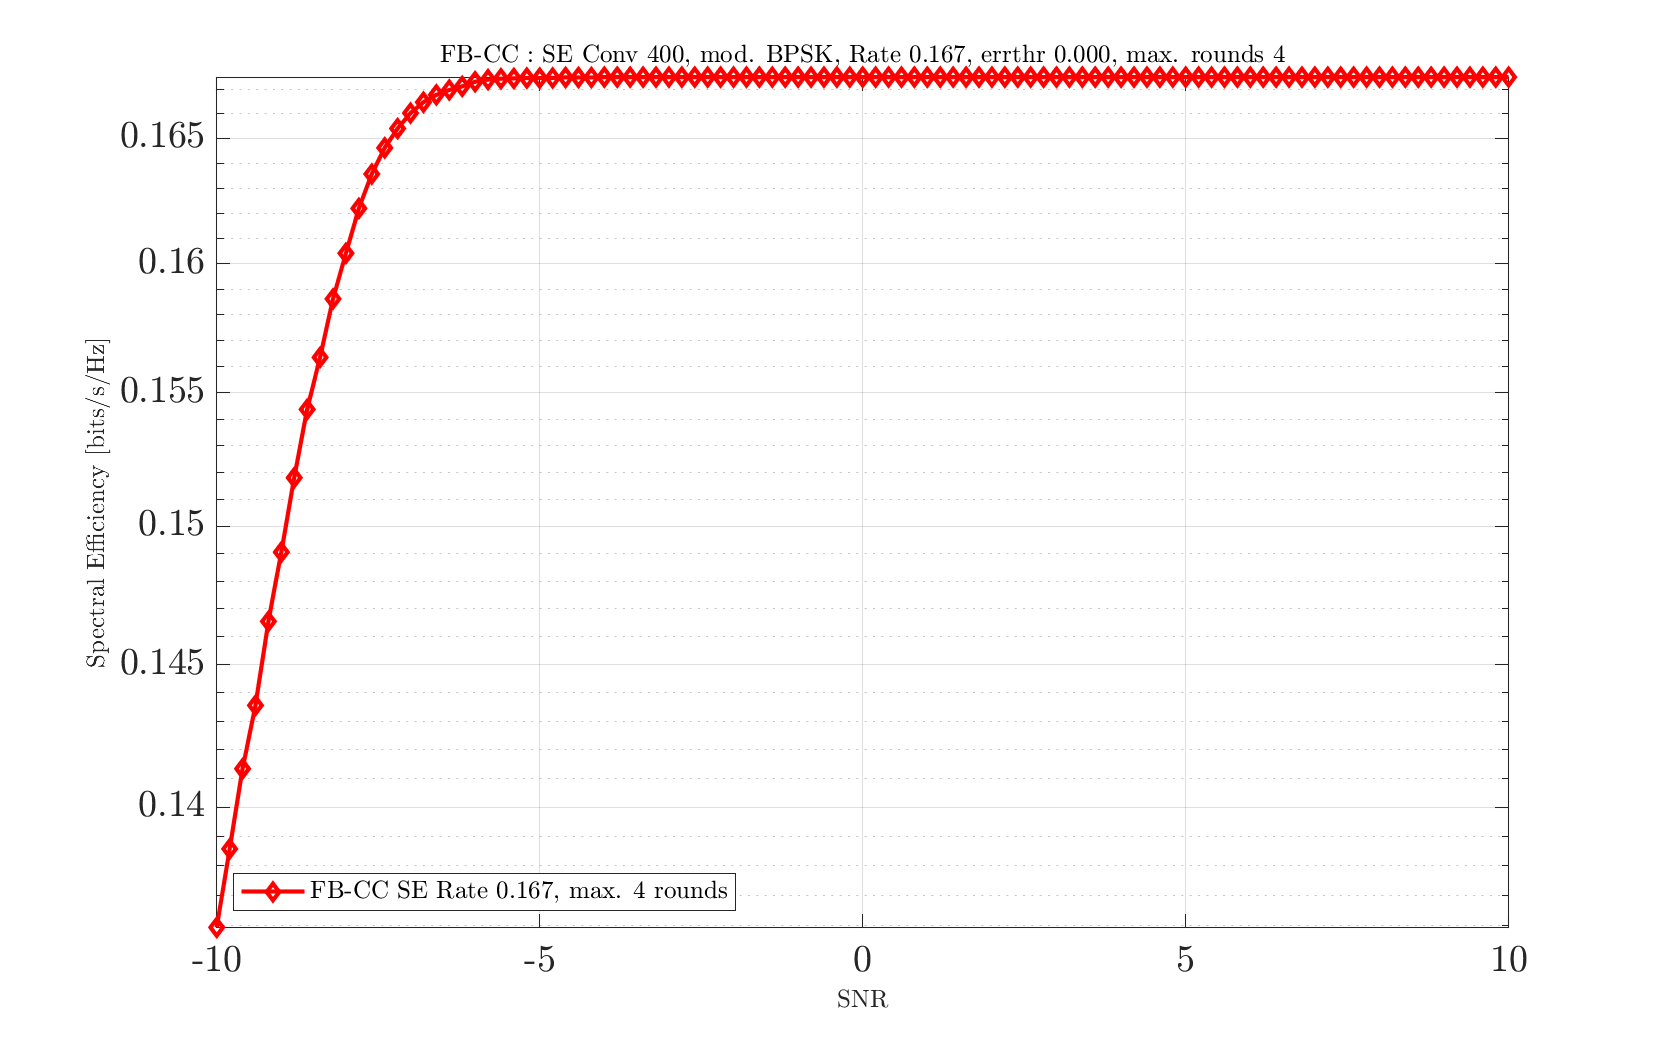 FB-CC : SE Conv 400, mod. BPSK, Rate 0.167, errthr 0.000, max. rounds 4
0.165
0.16
0.155
0.15
0.145
0.14
Spectral Efficiency [bits/s/Hz]
FB-CC SE Rate 0.167, max. 4 rounds
-10
-5
0
5
10
SNR